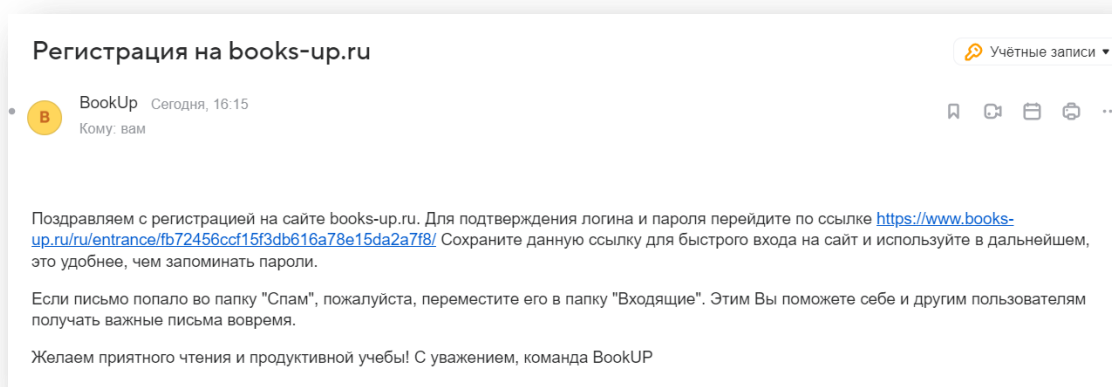 Регистрация на books-up.ru
Учётные записи
В
BookUp Сегодня, 16:15
Кому: вам
Поздравляем с регистрацией на сайте books-up.ru. Для подтверждения логина и пароля перейдите по ссылке https://www.books-
up.ru/ru/entrance/fb72456ccf15f3db616a78e15da2a7f8/ Сохраните данную ссылку для быстрого входа на сайт и используйте в дальнейшем,
это удобнее, чем запоминать пароли.
Если письмо попало во папку "Спам", пожалуйста, переместите его в папку "Входящие". Этим Вы поможете себе и другим пользователям
получать важные письма вовремя.
Желаем приятного чтения и продуктивной учебы! С уважением, команда BookUP